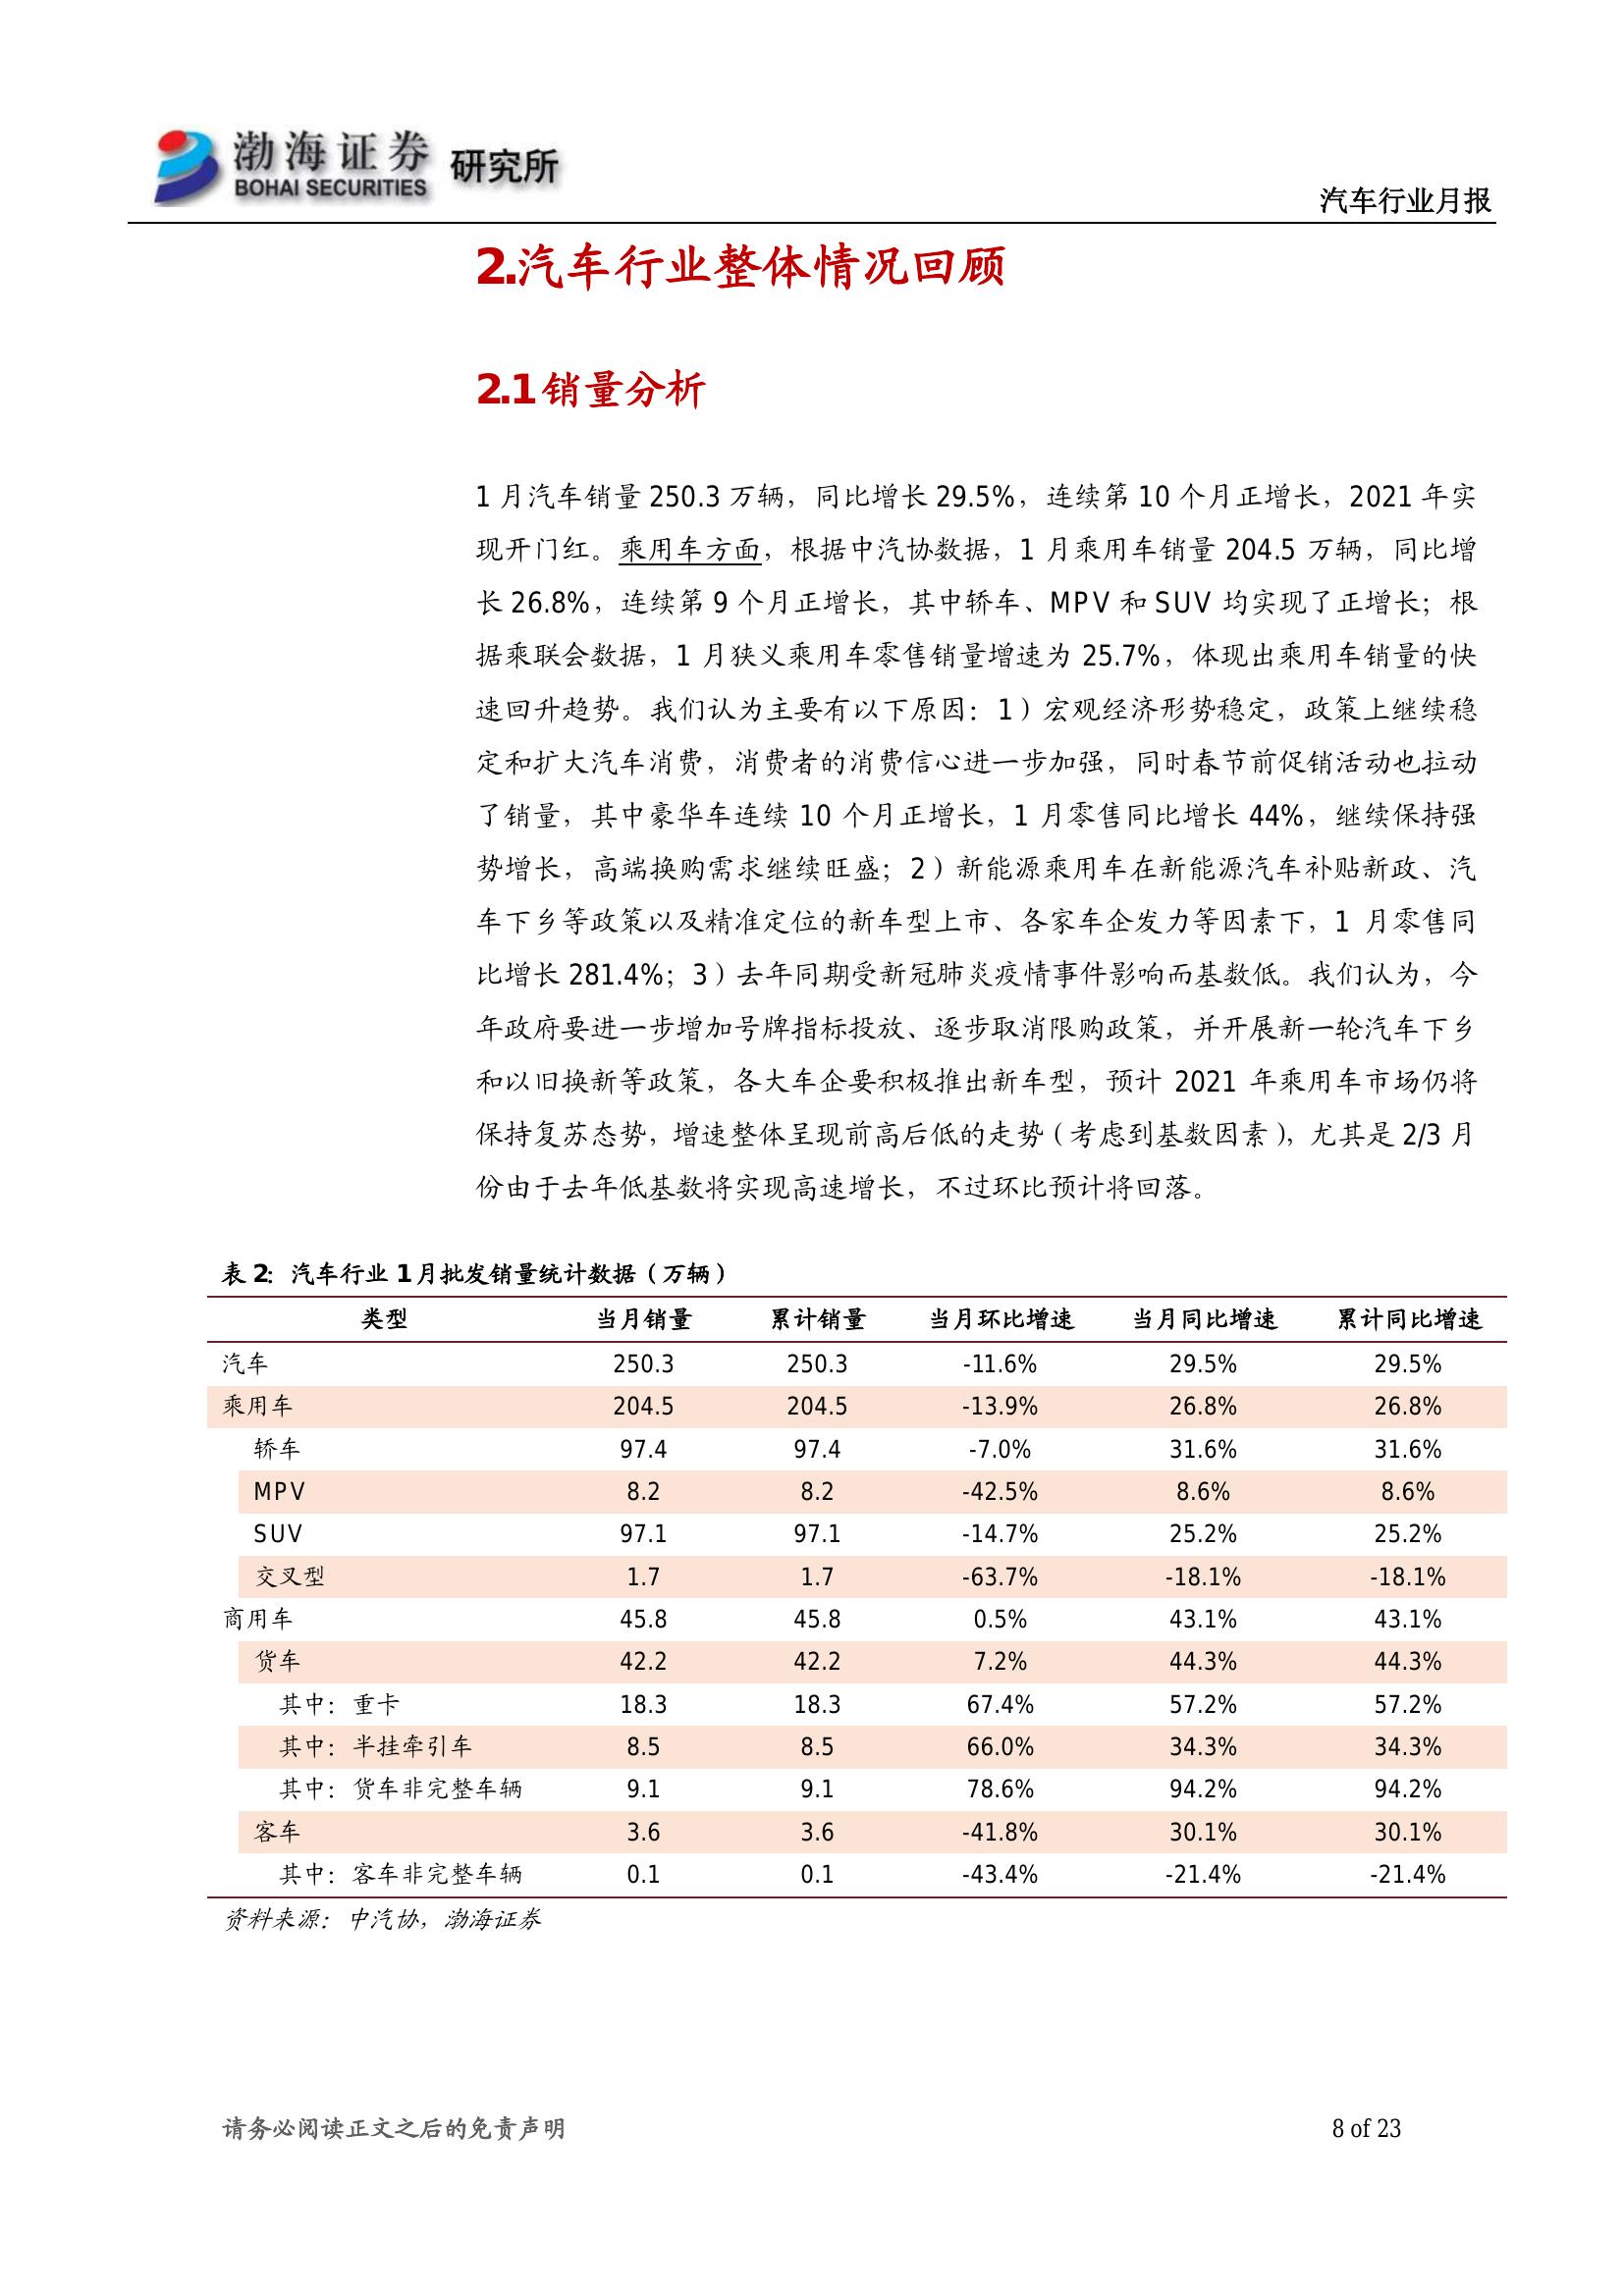 渤海证券 研究所
BOHAI SECURITIES
汽车行业月报
2.汽车行业整体情况回顾
2.1 销量分析
1 月汽车销量 250.3 万辆，同比增长 29.5%，连续第 10 个月正增长，2021 年实
现开门红。乘用车方面，根据中汽协数据，1 月乘用车销量 204.5 万辆，同比增
长 26.8%，连续第 9 个月正增长，其中轿车、MPV 和 SUV 均实现了正增长；根
据乘联会数据，1 月狭义乘用车零售销量增速为 25.7%，体现出乘用车销量的快
速回升趋势。我们认为主要有以下原因：1）宏观经济形势稳定，政策上继续稳
定和扩大汽车消费，消费者的消费信心进一步加强，同时春节前促销活动也拉动
了销量，其中豪华车连续 10 个月正增长，1 月零售同比增长 44%，继续保持强
势增长，高端换购需求继续旺盛；2）新能源乘用车在新能源汽车补贴新政、汽
车下乡等政策以及精准定位的新车型上市、各家车企发力等因素下，1 月零售同
比增长 281.4%；3）去年同期受新冠肺炎疫情事件影响而基数低。我们认为，今
年政府要进一步增加号牌指标投放、逐步取消限购政策，并开展新一轮汽车下乡
和以旧换新等政策，各大车企要积极推出新车型，预计 2021 年乘用车市场仍将
保持复苏态势，增速整体呈现前高后低的走势（考虑到基数因素），尤其是 2/3 月
份由于去年低基数将实现高速增长，不过环比预计将回落。
表 2：汽车行业 1 月批发销量统计数据（万辆）
类型 当月销量 累计销量 当月环比增速 当月同比增速 累计同比增速
汽车 250.3 250.3 -11.6% 29.5% 29.5%
乘用车 204.5 204.5 -13.9% 26.8% 26.8%
轿车 97.4 97.4 -7.0% 31.6% 31.6%
MPV 8.2 8.2 -42.5% 8.6% 8.6%
SUV 97.1 97.1 -14.7% 25.2% 25.2%
交叉型 1.7 1.7 -63.7% -18.1% -18.1%
商用车 45.8 45.8 0.5% 43.1% 43.1%
货车 42.2 42.2 7.2% 44.3% 44.3%
其中：重卡 18.3 18.3 67.4% 57.2% 57.2%
其中：半挂牵引车 8.5 8.5 66.0% 34.3% 34.3%
其中：货车非完整车辆 9.1 9.1 78.6% 94.2% 94.2%
客车 3.6 3.6 -41.8% 30.1% 30.1%
其中：客车非完整车辆 0.1 0.1 -43.4% -21.4% -21.4%
资料来源：中汽协，渤海证券
请务必阅读正文之后的免责声明
8 of 23